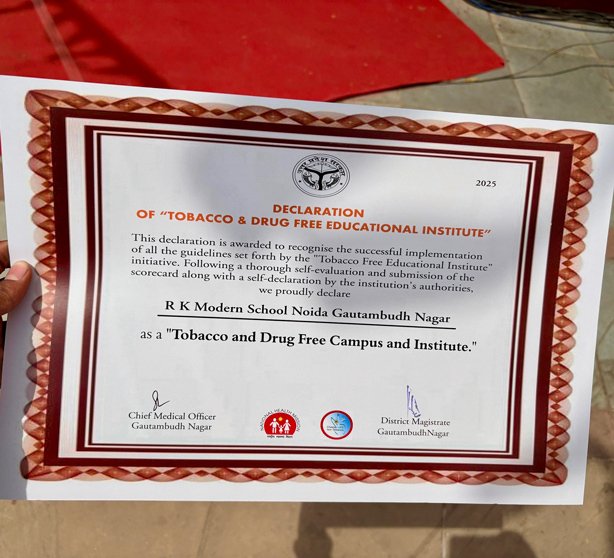 2025
DECLARATION
OF "TOBACCO & DRUG FREE EDUCATIONAL INSTITUTE"
This declaration is awarded to recognise the successful implementation
of all the guidelines set forth by the "Tobacco Free Educational Institute"
initiative. Following a thorough self-evaluation and submission of the
scorecard along with a self-declaration by the institution's authorities,
we proudly declare
R K Modern School Noida Gautambudh Nagar
as a "Tobacco and Drug Free Campus and Institute."
Chief Medical Officer
Gautambudh Nagar
NATIONAL HEALTH MISSION
District Magistrate
GautambudhNagar